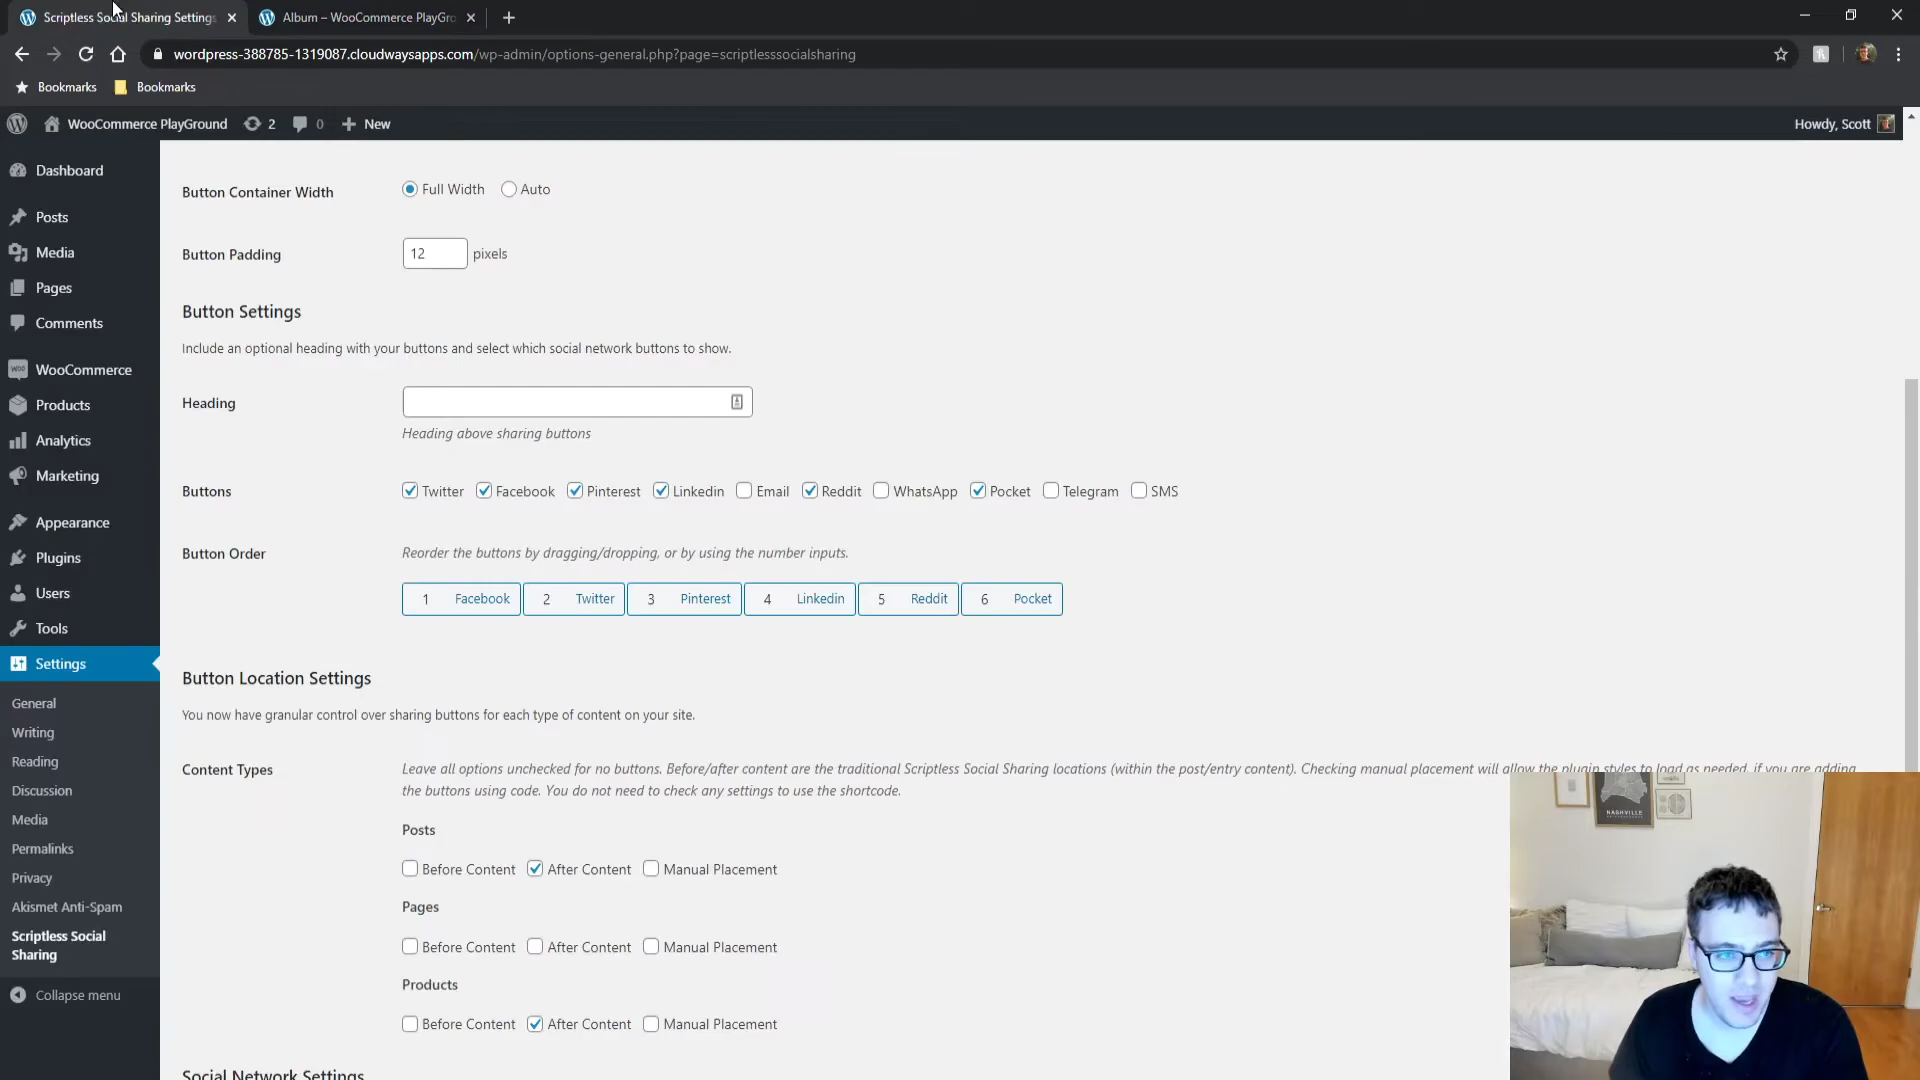 Scriptless Social Sharing Settings
Album – WooCommerce PlayGro
wordpress-388785-1319087.cloudwaysapps.com/wp-admin/options-general.php?page=scriptlesssocialsharing
Bookmarks
Bookmarks
WooCommerce PlayGround
2
0
New
Howdy, Scott
Dashboard
Posts
Media
Pages
Comments
WooCommerce
Products
Analytics
Marketing
Appearance
Plugins
Users
Tools
Settings
General
Writing
Reading
Discussion
Media
Permalinks
Privacy
Akismet Anti-Spam
Scriptless Social
Sharing
Collapse menu
Button Container Width
Full Width
Auto
Button Padding
12
pixels
Button Settings
Include an optional heading with your buttons and select which social network buttons to show.
Heading
Heading above sharing buttons
Buttons
Twitter Facebook Pinterest Linkedin Email Reddit WhatsApp Pocket Telegram SMS
Button Order
Reorder the buttons by dragging/dropping, or by using the number inputs.
1 Facebook 2 Twitter 3 Pinterest 4 Linkedin 5 Reddit 6 Pocket
Button Location Settings
You now have granular control over sharing buttons for each type of content on your site.
Content Types
Leave all options unchecked for no buttons. Before/after content are the traditional Scriptless Social Sharing locations (within the post/entry content). Checking manual placement will allow the plugin styles to load as needed, if you are adding
the buttons using code. You do not need to check any settings to use the shortcode.
Posts
Before Content After Content Manual Placement
Pages
Before Content After Content Manual Placement
Products
Before Content After Content Manual Placement
Social Network Settings
NASHVILLE